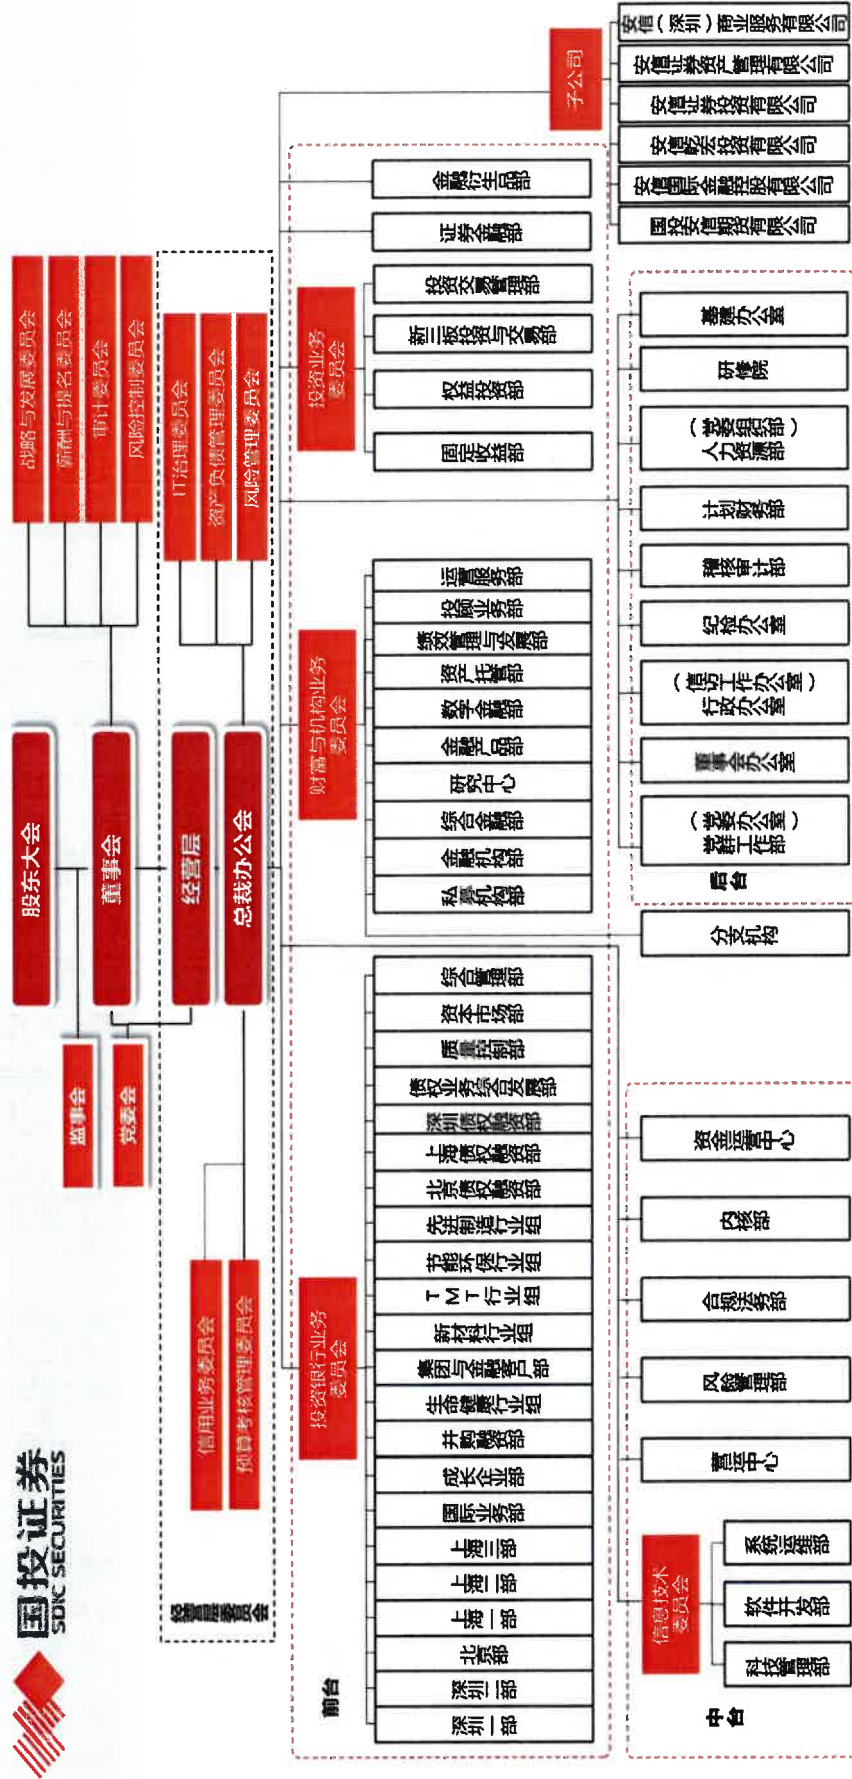 国投证券
SDIC SECURITIES
股东大会
监事会
董事会
党委会
战略与发展委员会
薪酬与提名委员会
审计委员会
风险控制委员会
经营层委员会
经营层
总裁办公会
信用业务委员会
预算考核管理委员会
IT治理委员会
资产负债管理委员会
风险管理委员会
前台
投资银行业务
委员会
深圳一部
深圳二部
北京部
上海一部
上海二部
上海三部
国际业务部
成长企业部
并购融资部
生命健康行业组
集团与金融客户部
新材料行业组
TMT行业组
节能环保行业组
先进制造行业组
北京债权融资部
上海债权融资部
深圳债权融资部
债权业务综合发展部
质量控制部
资本市场部
综合管理部
财富与机构业务
委员会
私募机构部
金融机构部
综合金融部
研究中心
金融产品部
数字金融部
资产托管部
绩效管理与发展部
投顾业务部
运营服务部
投资业务
委员会
固定收益部
权益投资部
新三板投资与交易部
投资交易管理部
证券金融部
金融衍生品部
子公司
国投安信期货有限公司
安信国际金融控股有限公司
安信乾宏投资有限公司
安信证券投资有限公司
安信证券资产管理有限公司
安信（深圳）商业服务有限公司
中台
信息技术
委员会
科技管理部
软件开发部
系统运维部
营运中心
风险管理部
合规法务部
内核部
资金运营中心
分支机构
后台
（党委办公室）
党群工作部
董事会办公室
（信访工作办公室）
行政办公室
纪检办公室
稽核审计部
计划财务部
（党委组织部）
人力资源部
研修院
基建办公室